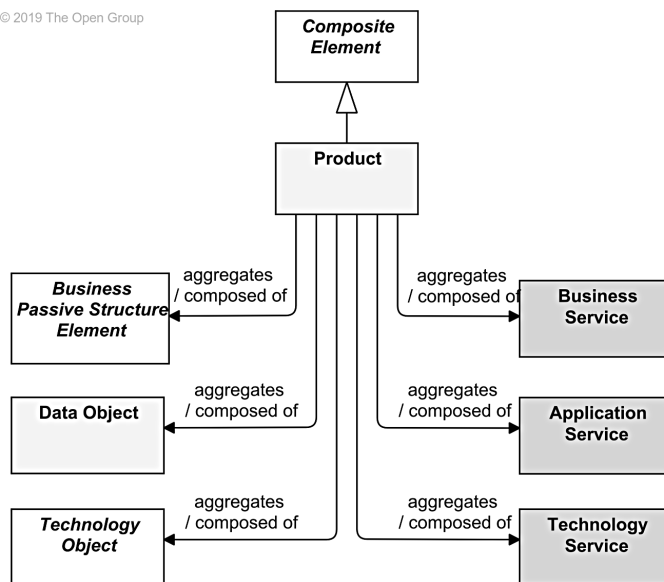 © 2019 The Open Group
Composite
Element
Product
aggregates
/ composed of
Business
Passive Structure
Element
aggregates
/ composed of
Business
Service
aggregates
/ composed of
Data Object
aggregates
/ composed of
Application
Service
aggregates
/ composed of
Technology
Object
aggregates
/ composed of
Technology
Service